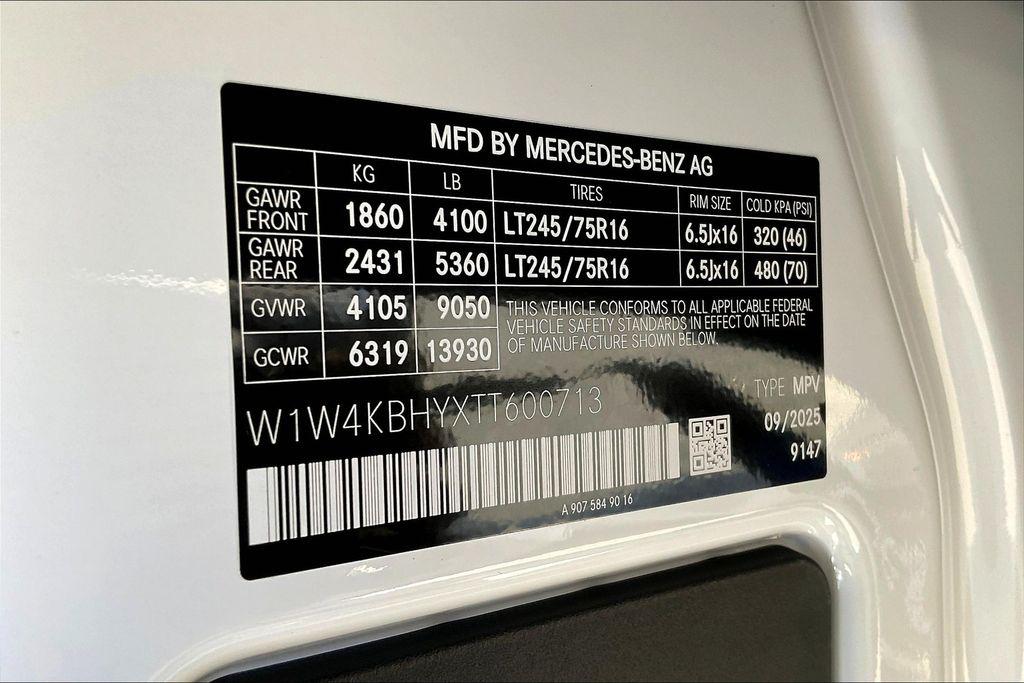 MFD BY MERCEDES-BENZ AG
KG LB TIRES RIM SIZE COLD KPA (PSI)
GAWR FRONT 1860 4100 LT245/75R16 6.5Jx16 320 (46)
GAWR REAR 2431 5360 LT245/75R16 6.5Jx16 480 (70)
GVWR 4105 9050
GCWR 6319 13930
THIS VEHICLE CONFORMS TO ALL APPLICABLE FEDERAL
VEHICLE SAFETY STANDARDS IN EFFECT ON THE DATE
OF MANUFACTURE SHOWN BELOW.
W1W4KBHYXTT600713
TYPE MPV
09/2025
9147
A 907 584 90 16